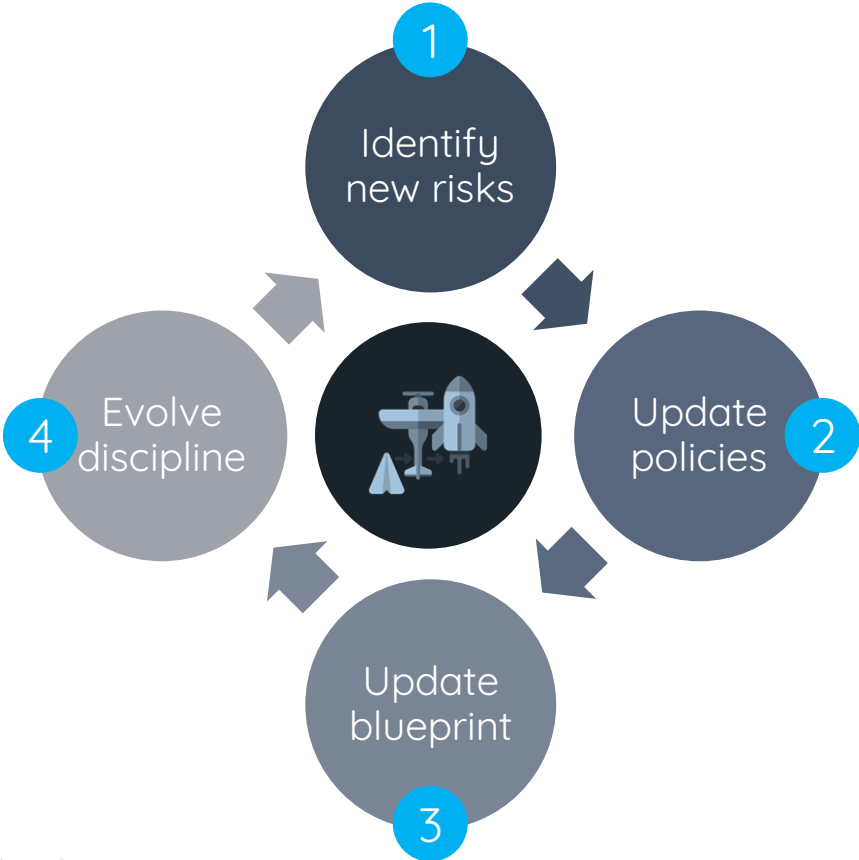 1
Identify
new risks
Update
policies
2
Update
blueprint
3
4
Evolve
discipline